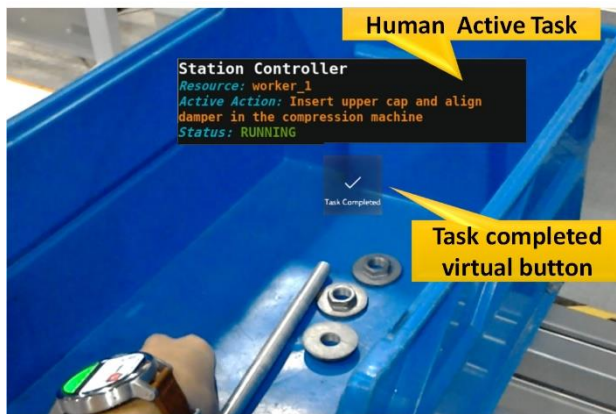 Human Active Task
Station Controller
Resource: worker_1
Active Action: Insert upper cap and align
damper in the compression machine
Status: RUNNING
Task Completed
Task completed
virtual button